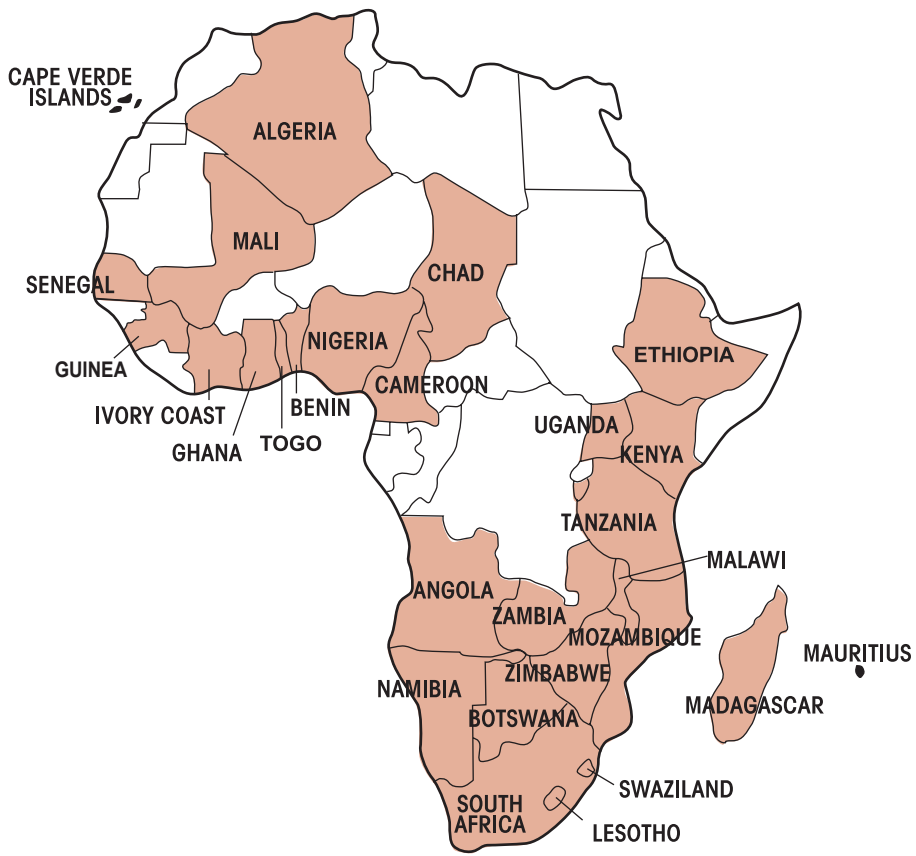 CAPE VERDE
ISLANDS
ALGERIA
MALI
CHAD
SENEGAL
NIGERIA
ETHIOPIA
GUINEA
CAMEROON
IVORY COAST
BENIN
GHANA
TOGO
UGANDA
KENYA
TANZANIA
MALAWI
ANGOLA
ZAMBIA
MOZAMBIQUE
MAURITIUS
ZIMBABWE
NAMIBIA
MADAGASCAR
BOTSWANA
SWAZILAND
SOUTH
AFRICA
LESOTHO